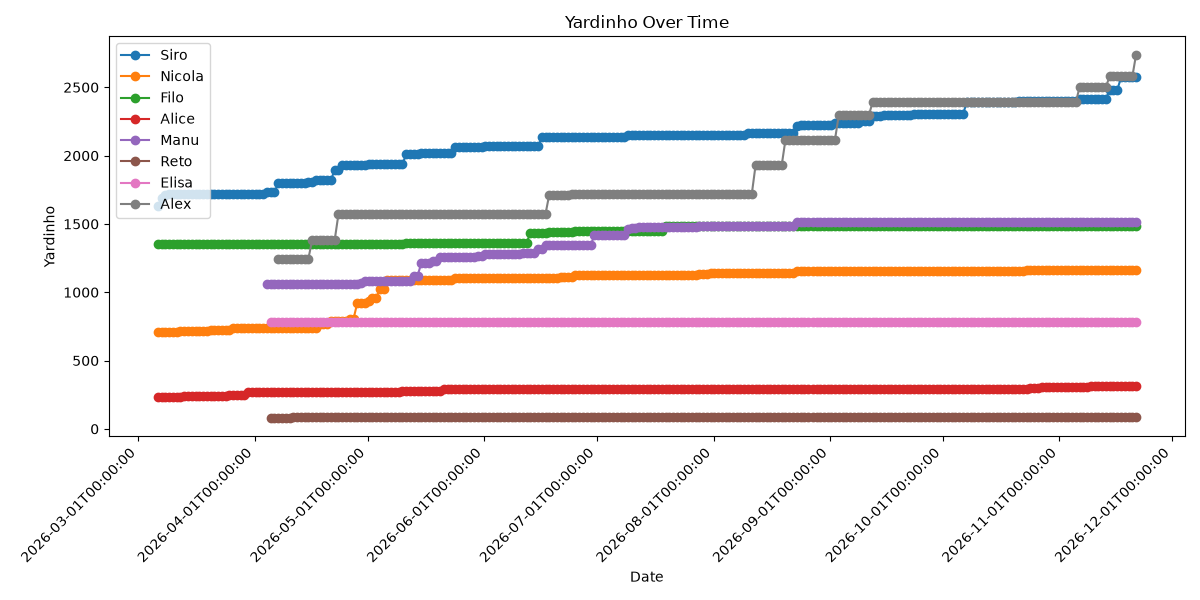 Yardinho Over Time
Siro
Nicola
Filo
Alice
Manu
Reto
Elisa
Alex
Yardinho
2500
2000
1500
1000
500
0
2026-03-01T00:00:00
2026-04-01T00:00:00
2026-05-01T00:00:00
2026-06-01T00:00:00
2026-07-01T00:00:00
2026-08-01T00:00:00
2026-09-01T00:00:00
2026-10-01T00:00:00
2026-11-01T00:00:00
2026-12-01T00:00:00
Date